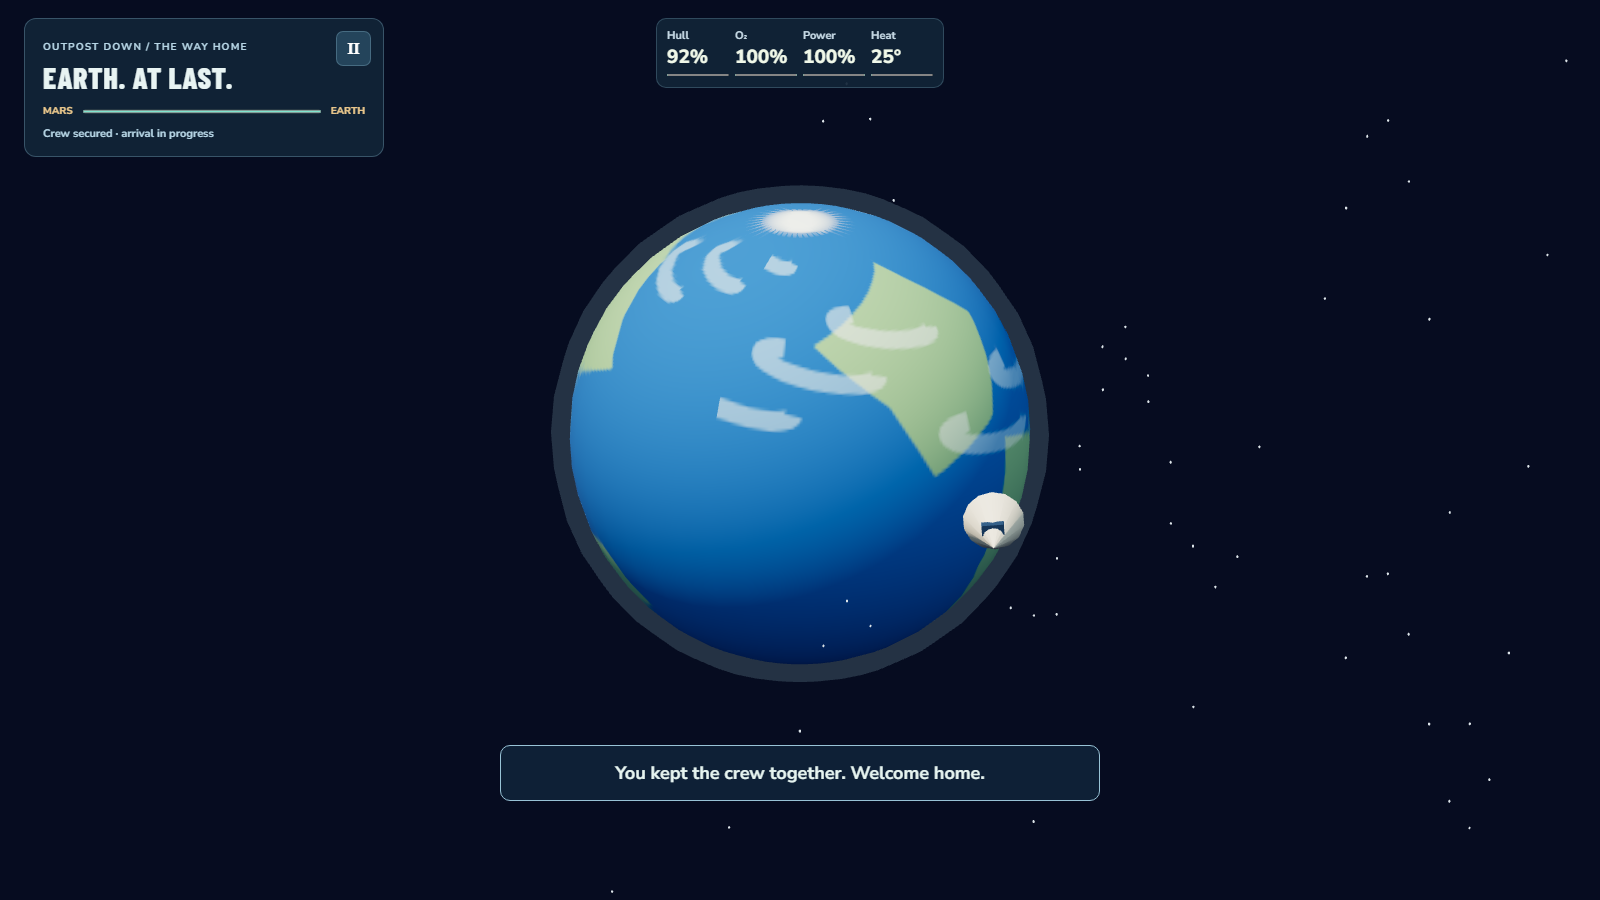 OUTPOST DOWN / THE WAY HOME
EARTH. AT LAST.
MARS EARTH
Crew secured · arrival in progress
Hull O₂ Power Heat
92% 100% 100% 25°
You kept the crew together. Welcome home.